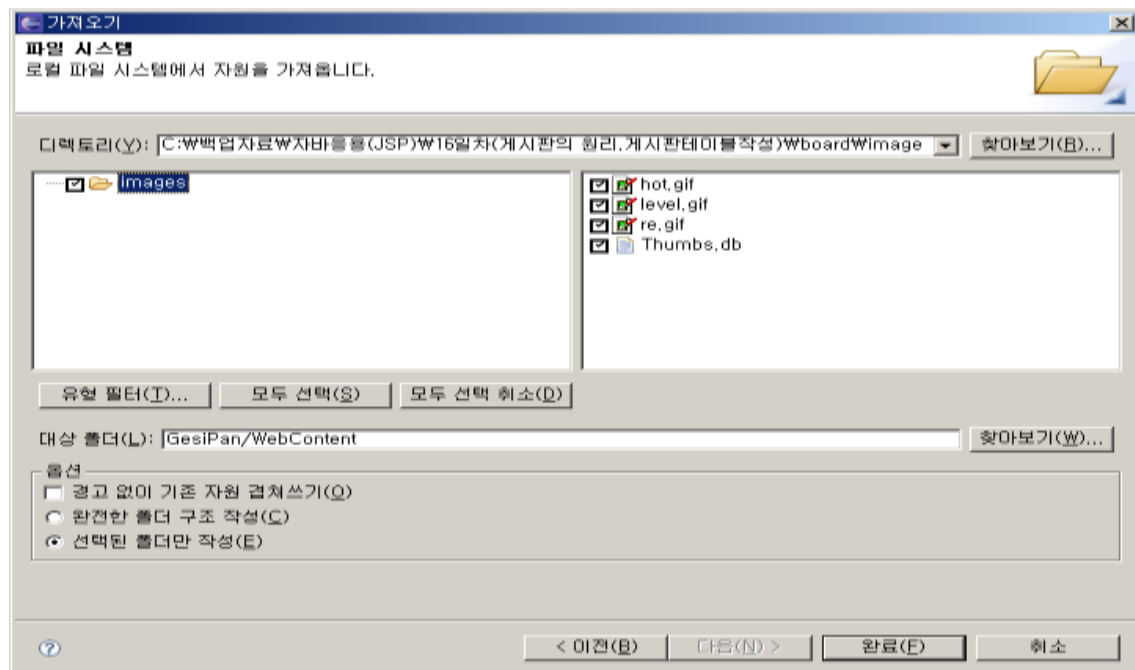 가져오기
파일 시스템
로컬 파일 시스템에서 자원을 가져옵니다.
디렉토리(Y): C:₩백업자료₩자바응용(JSP)₩16일차(게시판의 원리,게시판테이블작성)₩board₩image
찾아보기(R)...
images
hot.gif
level.gif
re.gif
Thumbs.db
유형 필터(T)...
모두 선택(S)
모두 선택 취소(D)
대상 폴더(L): GesiPan/WebContent
찾아보기(W)...
옵션
경고 없이 기존 자원 겹쳐쓰기(O)
완전한 폴더 구조 작성(C)
선택된 폴더만 작성(E)
< 이전(B)
다음(N) >
완료(F)
취소